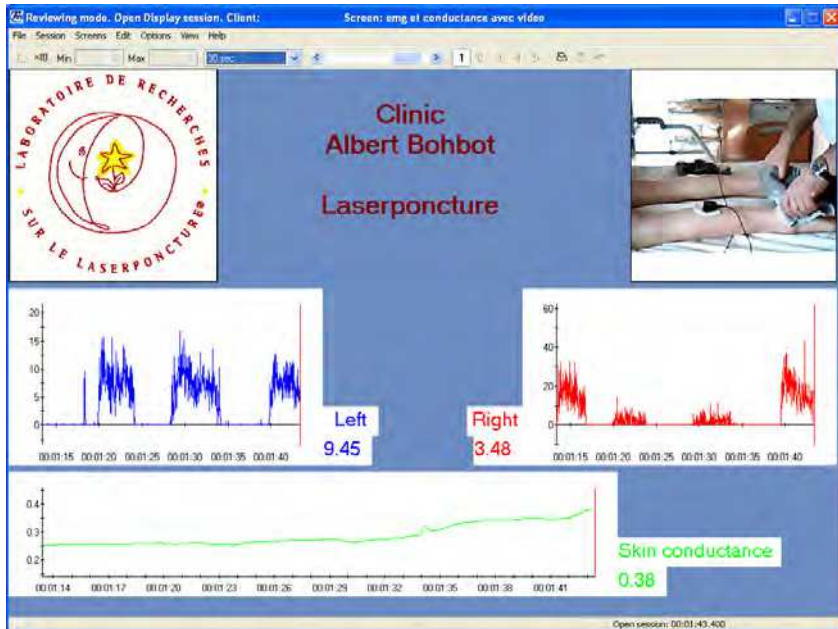 Reviewing mode. Open Display session. Client: Screen: emg et conductance avec video
File Session Screens Edit Options View Help
Min Max 30 sec 1
LABORATOIRE DE RECHERCHES
SUR LE LASERPONCTURE®
Clinic
Albert Bohbot
Laserponcture
20
15
10
5
0
00:01:15 00:01:20 00:01:25 00:01:30 00:01:35 00:01:40
Left
9.45
60
40
20
0
00:01:15 00:01:20 00:01:25 00:01:30 00:01:35 00:01:40
Right
3.48
0.4
0.3
0.2
00:01:14 00:01:17 00:01:20 00:01:23 00:01:26 00:01:29 00:01:32 00:01:35 00:01:38 00:01:41
Skin conductance
0.38
Open session: 00:01:43.400